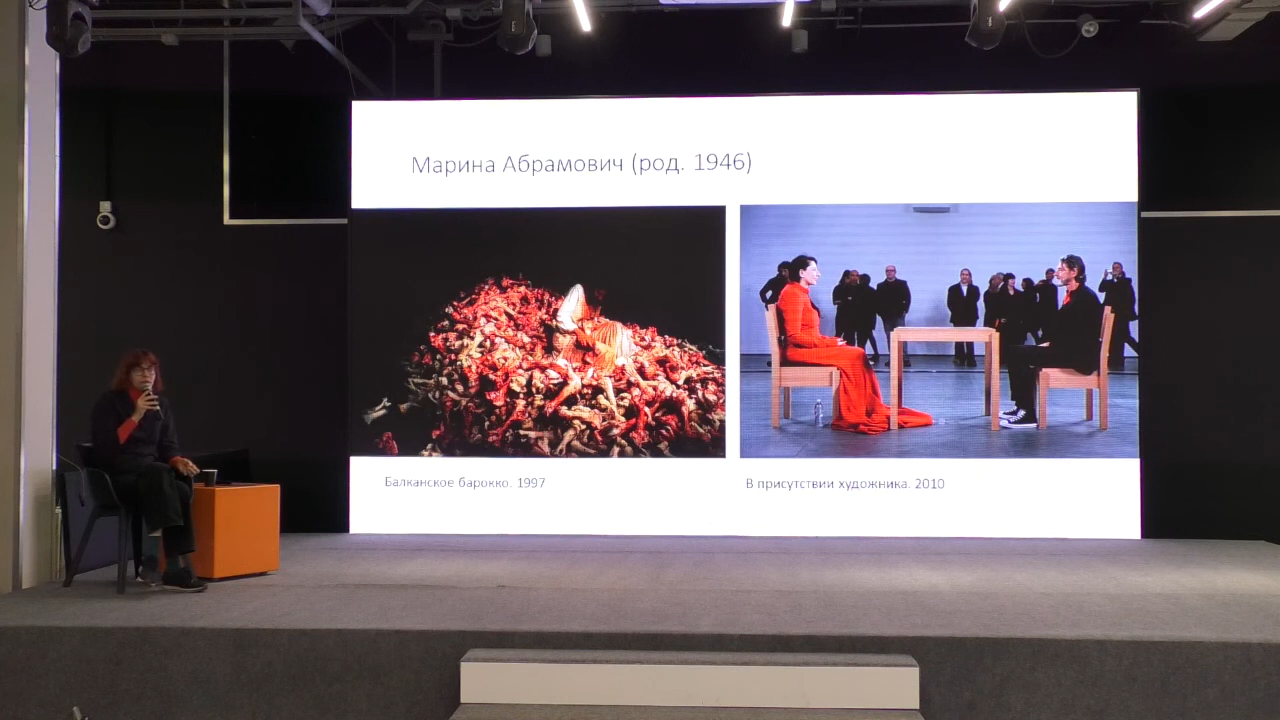 Марина Абрамович (род. 1946)
Балканское барокко. 1997
В присутствии художника. 2010